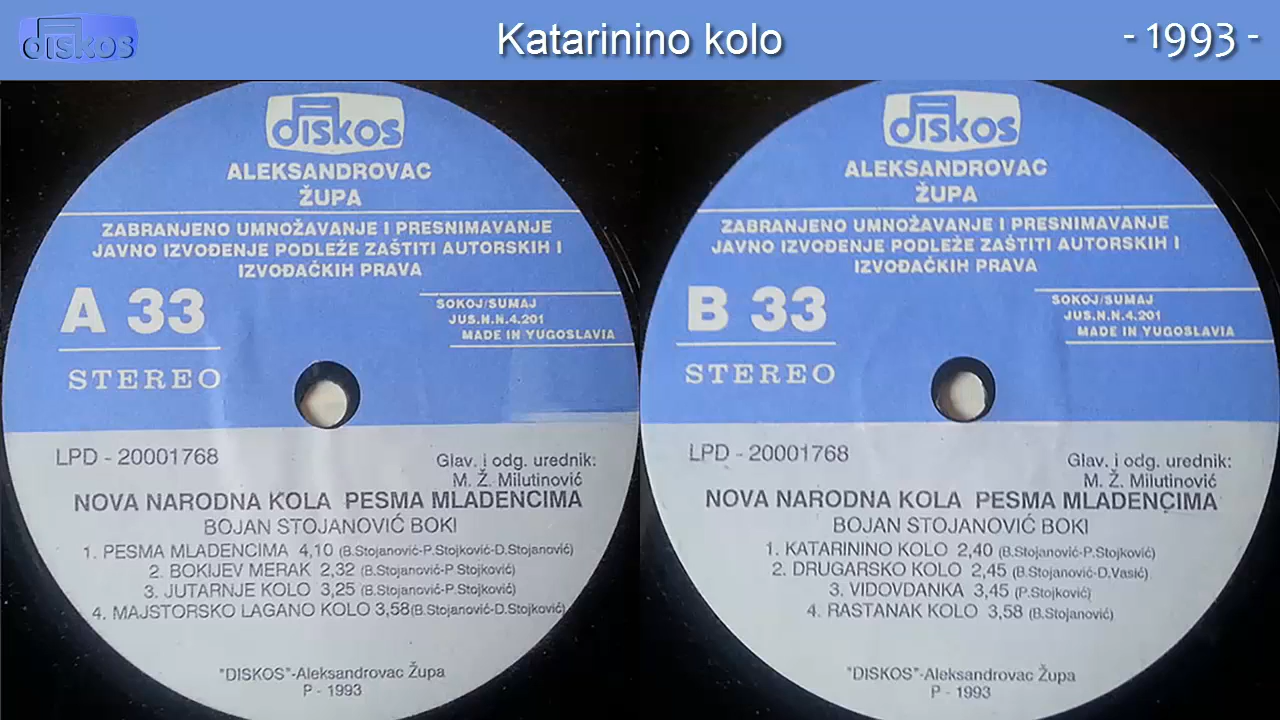 diskos
Katarinino kolo
- 1993 -
diskos
ALEKSANDROVAC
ŽUPA
ZABRANJENO UMNOŽAVANJE I PRESNIMAVANJE
JAVNO IZVOĐENJE PODLEŽE ZAŠTITI AUTORSKIH I
IZVOĐAČKIH PRAVA
A 33
SOKOJ/SUMAJ
JUS.N.N.4.201
MADE IN YUGOSLAVIA
STEREO
LPD - 20001768
Glav. i odg. urednik:
M. Ž. Milutinović
NOVA NARODNA KOLA PESMA MLADENCIMA
BOJAN STOJANOVIĆ BOKI
1. PESMA MLADENCIMA 4,10 (B.Stojanović-P.Stojković-D.Stojanović)
2. BOKIJEV MERAK 2,32 (B.Stojanović-P.Stojković)
3. JUTARNJE KOLO 3,25 (B.Stojanović-P.Stojković)
4. MAJSTORSKO LAGANO KOLO 3,58(B.Stojanović-D.Stojković)
"DISKOS"-Aleksandrovac Župa
P - 1993
diskos
ALEKSANDROVAC
ŽUPA
ZABRANJENO UMNOŽAVANJE I PRESNIMAVANJE
JAVNO IZVOĐENJE PODLEŽE ZAŠTITI AUTORSKIH I
IZVOĐAČKIH PRAVA
B 33
SOKOJ/SUMAJ
JUS.N.N.4.201
MADE IN YUGOSLAVIA
STEREO
LPD - 20001768
Glav. i odg. urednik:
M. Ž. Milutinović
NOVA NARODNA KOLA PESMA MLADENCIMA
BOJAN STOJANOVIĆ BOKI
1. KATARININO KOLO 2,40 (B.Stojanović-P.Stojković)
2. DRUGARSKO KOLO 2,45 (B.Stojanović-D.Vasić)
3. VIDOVDANKA 3,45 (P.Stojković)
4. RASTANAK KOLO 3,58 (B.Stojanović)
"DISKOS"-Aleksandrovac Župa
P - 1993